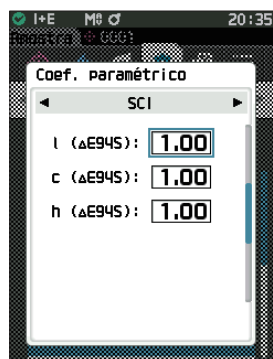 I+E M⌀ 20:35
Amostra 0001
Coef. paramétrico
◄ SCI ►
l (ΔE94S): 1.00
c (ΔE94S): 1.00
h (ΔE94S): 1.00